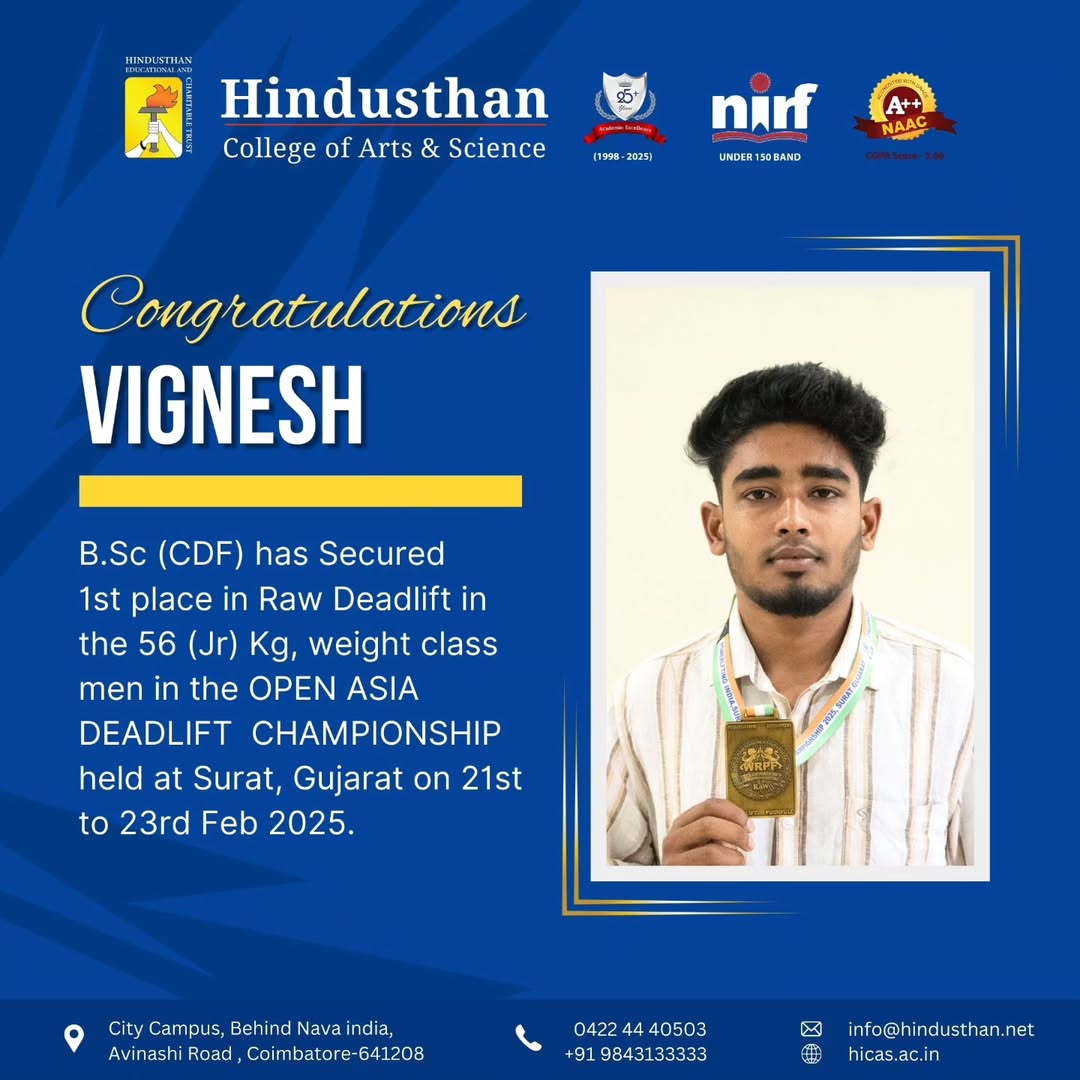 HINDUSTHAN
EDUCATIONAL AND
CHARITABLE TRUST
Hindusthan
College of Arts & Science
25+
Years
Academic Excellence
(1998 - 2025)
nirf
UNDER 150 BAND
A++
NAAC
CGPA Score - 3.66
Congratulations
VIGNESH
B.Sc (CDF) has Secured
1st place in Raw Deadlift in
the 56 (Jr) Kg, weight class
men in the OPEN ASIA
DEADLIFT CHAMPIONSHIP
held at Surat, Gujarat on 21st
to 23rd Feb 2025.
WRPF
RAW
2025, SURAT GUJARAT
City Campus, Behind Nava india,
Avinashi Road , Coimbatore-641208
0422 44 40503
+91 9843133333
info@hindusthan.net
hicas.ac.in